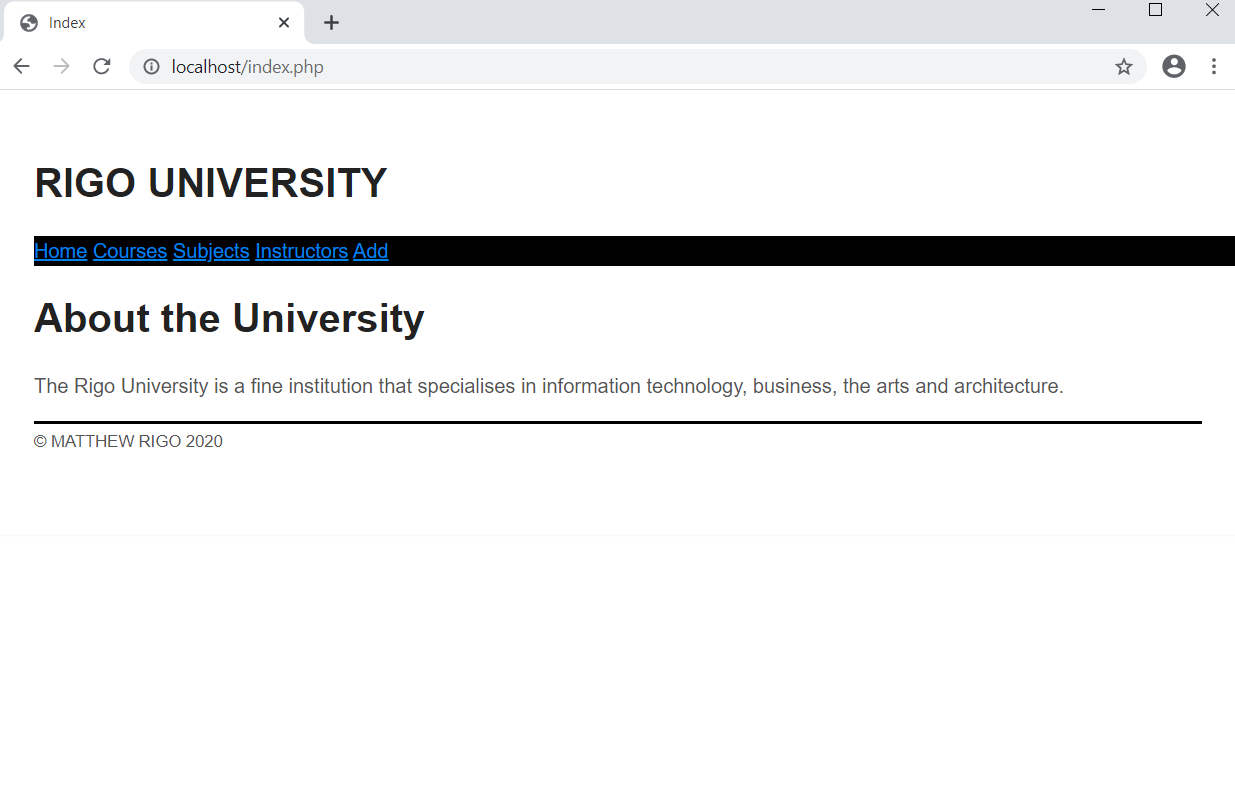 Index
localhost/index.php
RIGO UNIVERSITY
Home Courses Subjects Instructors Add
About the University
The Rigo University is a fine institution that specialises in information technology, business, the arts and architecture.
© MATTHEW RIGO 2020